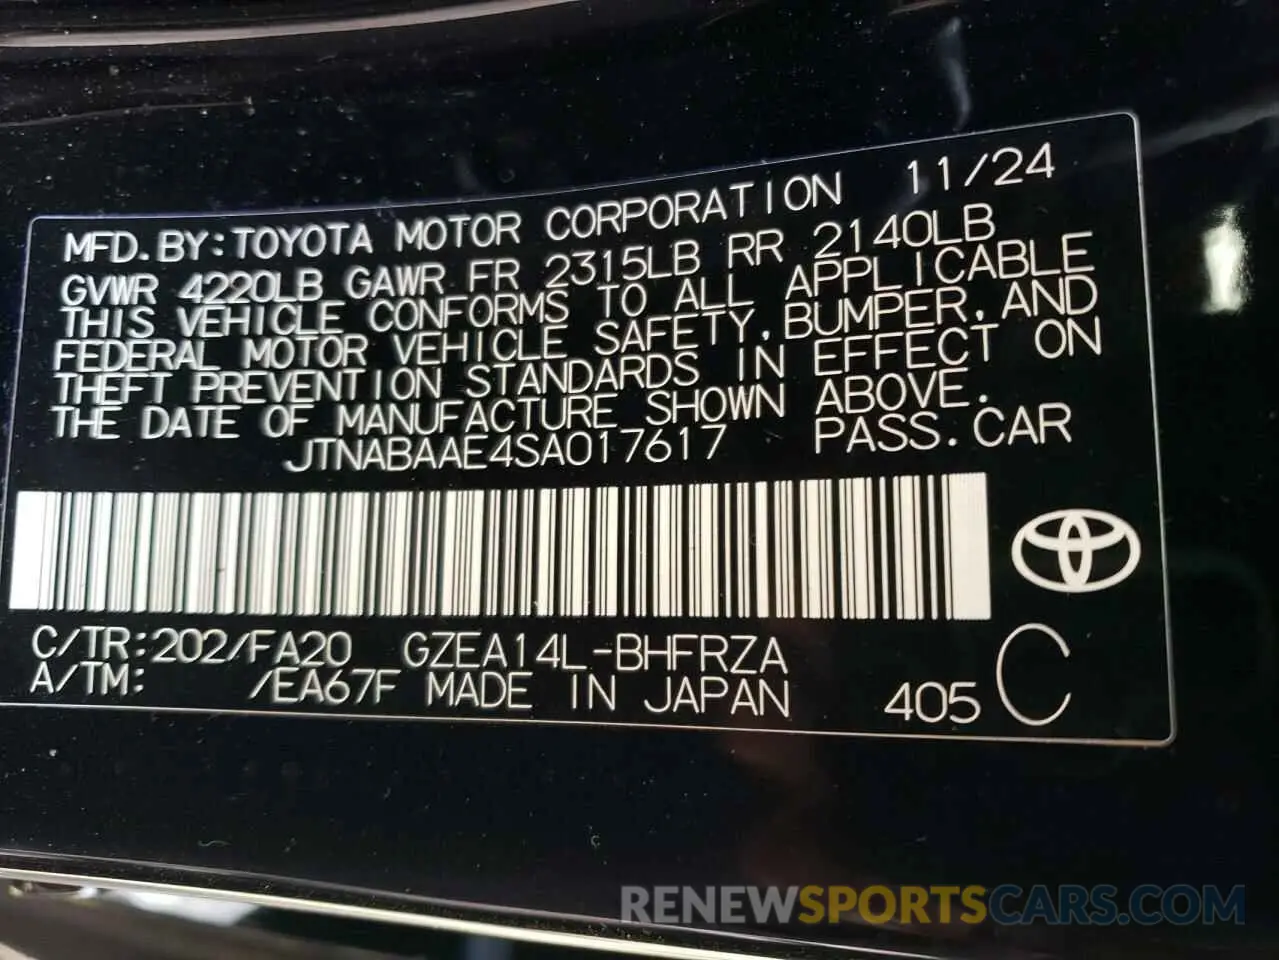 MFD.BY:TOYOTA MOTOR CORPORATION 11/24
GVWR 4220LB GAWR FR 2315LB RR 2140LB
THIS VEHICLE CONFORMS TO ALL APPLICABLE
FEDERAL MOTOR VEHICLE SAFETY,BUMPER,AND
THEFT PREVENTION STANDARDS IN EFFECT ON
THE DATE OF MANUFACTURE SHOWN ABOVE.
JTNABAAE4SA017617 PASS.CAR
C/TR:202/FA20 GZEA14L-BHFRZA
A/TM: /EA67F MADE IN JAPAN 405 C
RENEWSPORTSCARS.COM